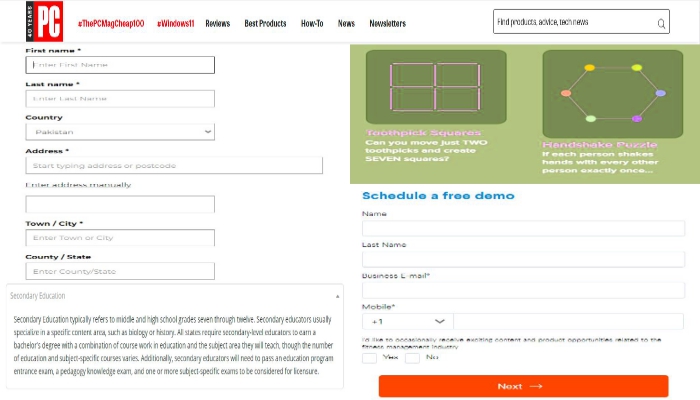 40 YEARS
PC
#ThePCMagCheap100 #Windows11 Reviews Best Products How-To News Newsletters
Find products, advice, tech news
First name *
Enter First Name
Last name *
Enter Last Name
Country
Pakistan
Address *
Start typing address or postcode
Enter address manually
Town / City *
Enter Town or City
County / State
Enter County/State
Secondary Education
Secondary Education typically refers to middle and high school grades seven through twelve. Secondary educators usually
specialize in a specific content area, such as biology or history. All states require secondary-level educators to earn a
bachelor's degree with a combination of course work in education and the subject area they will teach, though the number
of education and subject-specific courses varies. Additionally, secondary educators will need to pass an education program
entrance exam, a pedagogy knowledge exam, and one or more subject-specific exams to be considered for licensure.
Toothpick Squares
Can you move just TWO
toothpicks and create
SEVEN squares?
Handshake Puzzle
If each person shakes
hands with every other
person exactly once...
Schedule a free demo
Name
Last Name
Business E-mail*
Mobile*
+1
I'd like to occasionally receive exciting content and product opportunities related to the
fitness management industry
Yes No
Next →